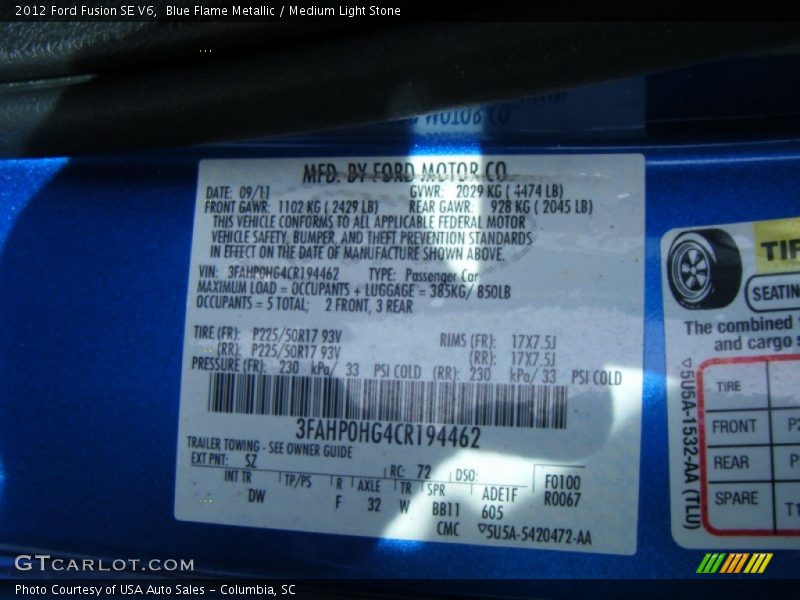 2012 Ford Fusion SE V6,  Blue Flame Metallic / Medium Light Stone
MFD. BY FORD MOTOR CO
DATE: 09/11 GVWR: 2029 KG ( 4474 LB)
FRONT GAWR: 1102 KG ( 2429 LB) REAR GAWR: 928 KG ( 2045 LB)
THIS VEHICLE CONFORMS TO ALL APPLICABLE FEDERAL MOTOR
VEHICLE SAFETY, BUMPER, AND THEFT PREVENTION STANDARDS
IN EFFECT ON THE DATE OF MANUFACTURE SHOWN ABOVE.
VIN: 3FAHP0HG4CR194462 TYPE: Passenger Car
MAXIMUM LOAD = OCCUPANTS + LUGGAGE = 385KG/ 850LB
OCCUPANTS = 5 TOTAL; 2 FRONT, 3 REAR
TIRE (FR): P225/50R17 93V RIMS (FR): 17X7.5J
(RR): P225/50R17 93V (RR): 17X7.5J
PRESSURE (FR): 230 kPa/ 33 PSI COLD (RR): 230 kPa/ 33 PSI COLD
3FAHP0HG4CR194462
TRAILER TOWING - SEE OWNER GUIDE
EXT PNT: SZ RC: 72 DSO: F0100
INT TR TP/PS R AXLE TR SPR ADE1F R0067
DW F 32 W BB11 605
CMC ▽5U5A-5420472-AA
SEATIN
The combined
and cargo
▽5U5A-1532-AA (TLU)
TIRE
FRONT
REAR
SPARE
GTCarlot.com
Photo Courtesy of USA Auto Sales – Columbia, SC